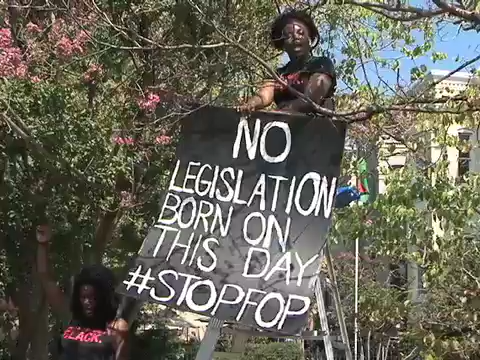 NO
LEGISLATION
BORN ON
THIS DAY
#STOPFOP
BLACK